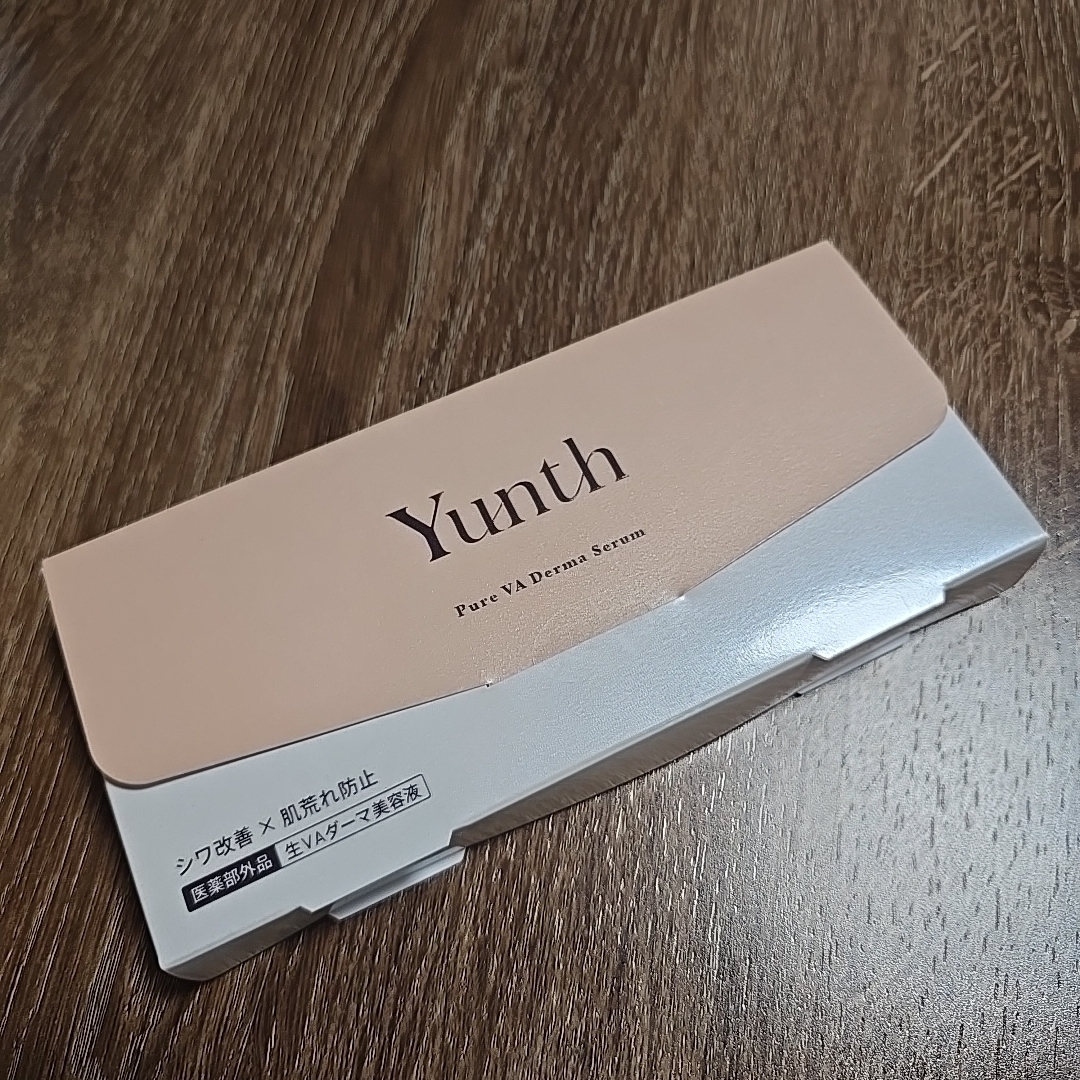 Yunth
Pure VA Derma Serum
シワ改善 × 肌荒れ防止
医薬部外品 生VAダーマ美容液